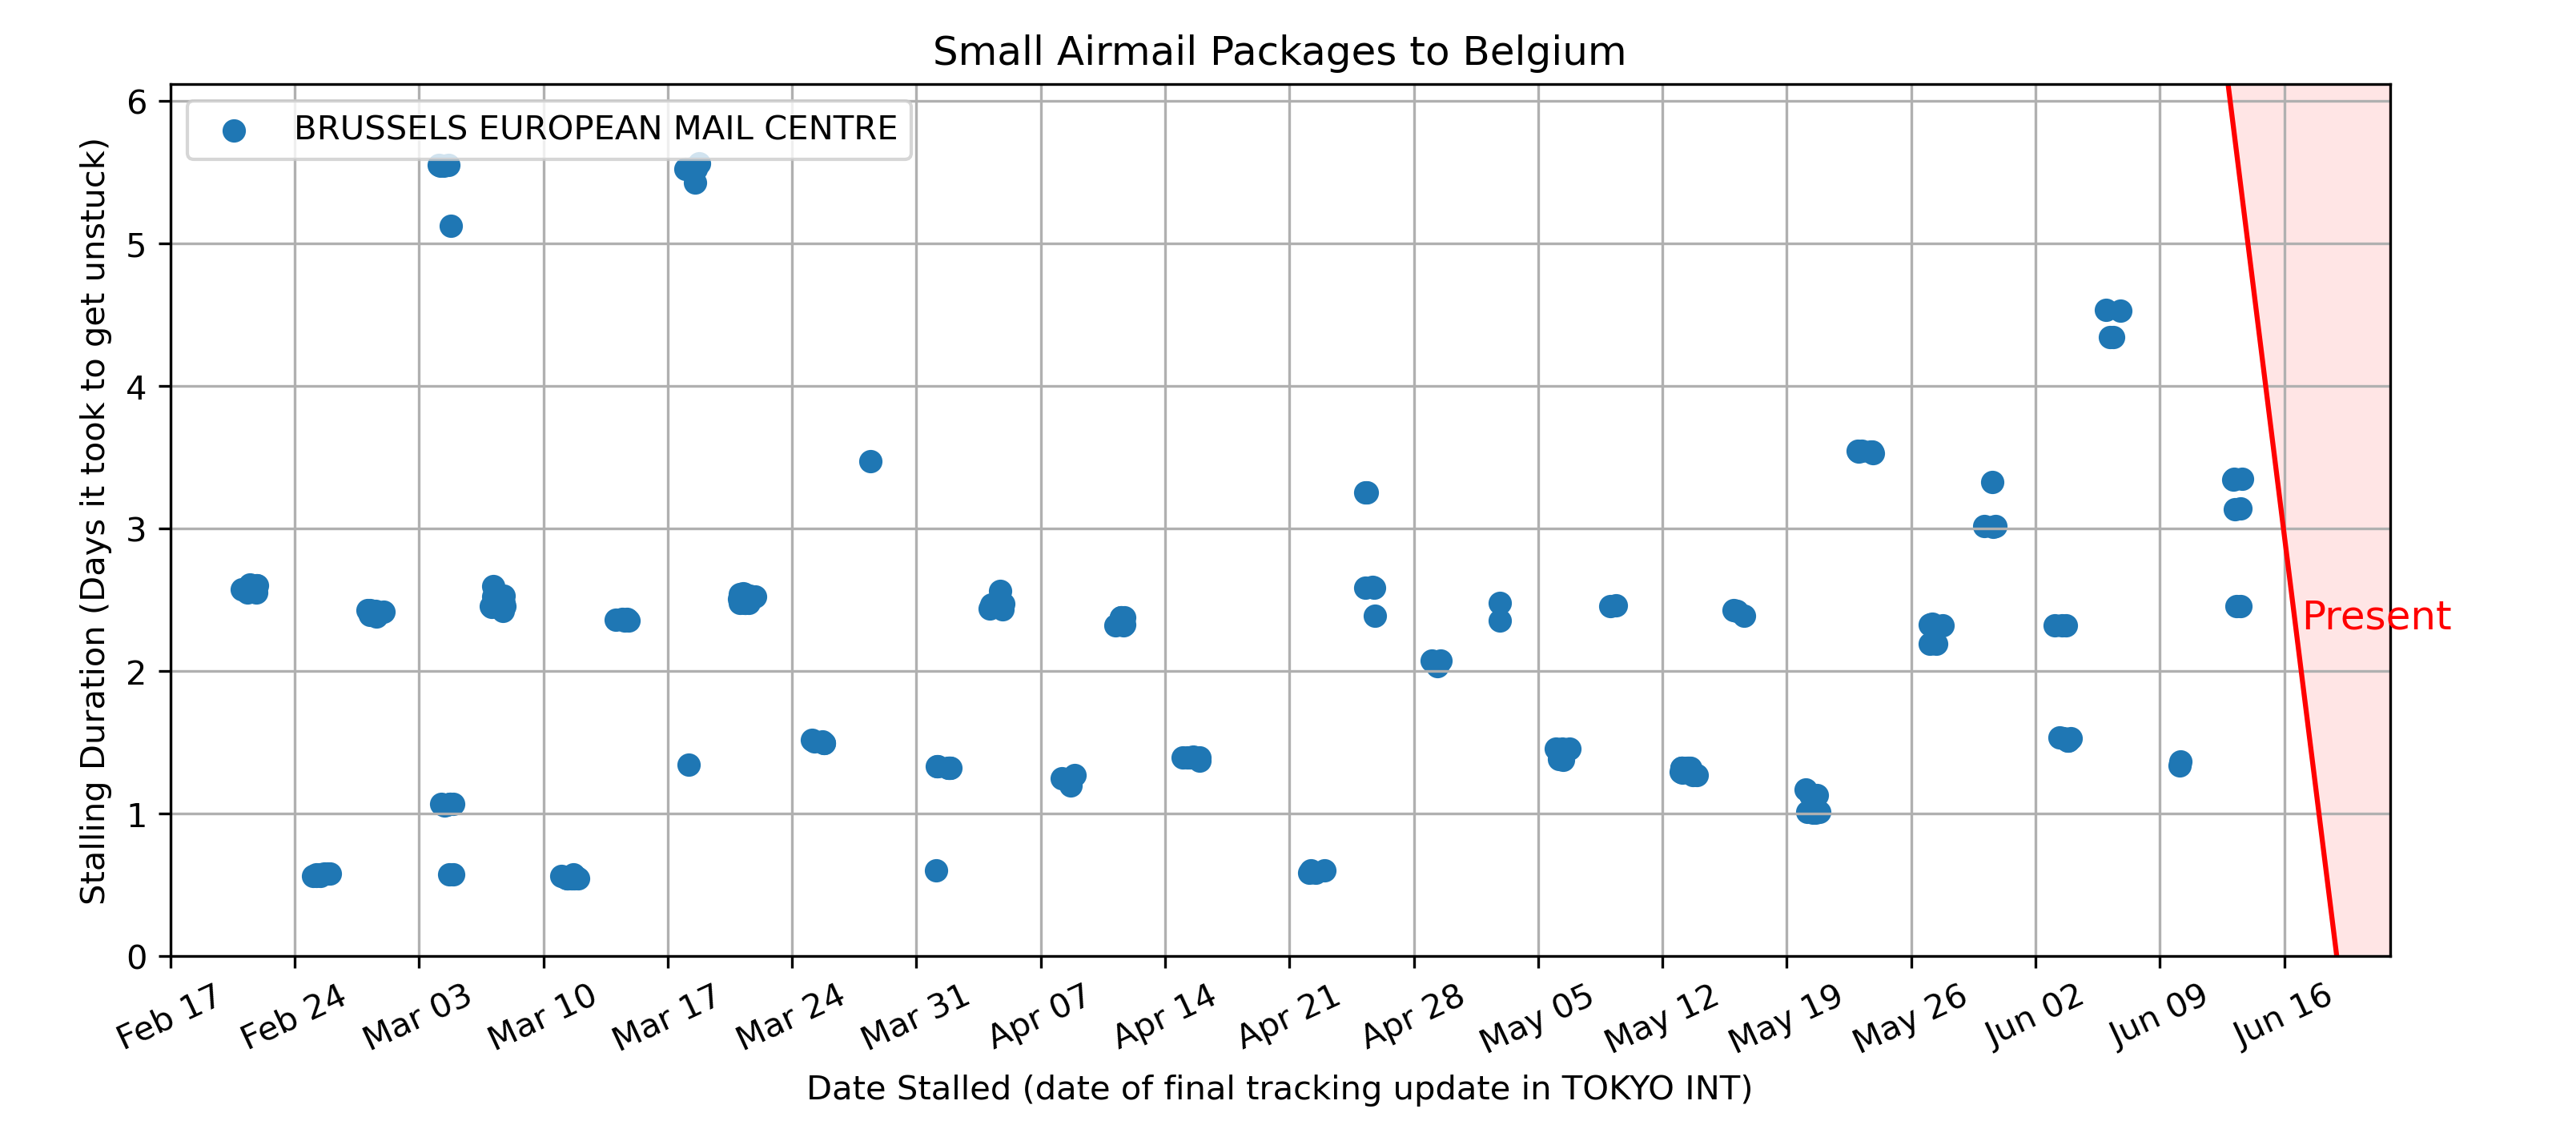 Small Airmail Packages to Belgium
BRUSSELS EUROPEAN MAIL CENTRE
Stalling Duration (Days it took to get unstuck)
6
5
4
3
2
1
0
Present
Feb 17
Feb 24
Mar 03
Mar 10
Mar 17
Mar 24
Mar 31
Apr 07
Apr 14
Apr 21
Apr 28
May 05
May 12
May 19
May 26
Jun 02
Jun 09
Jun 16
Date Stalled (date of final tracking update in TOKYO INT)